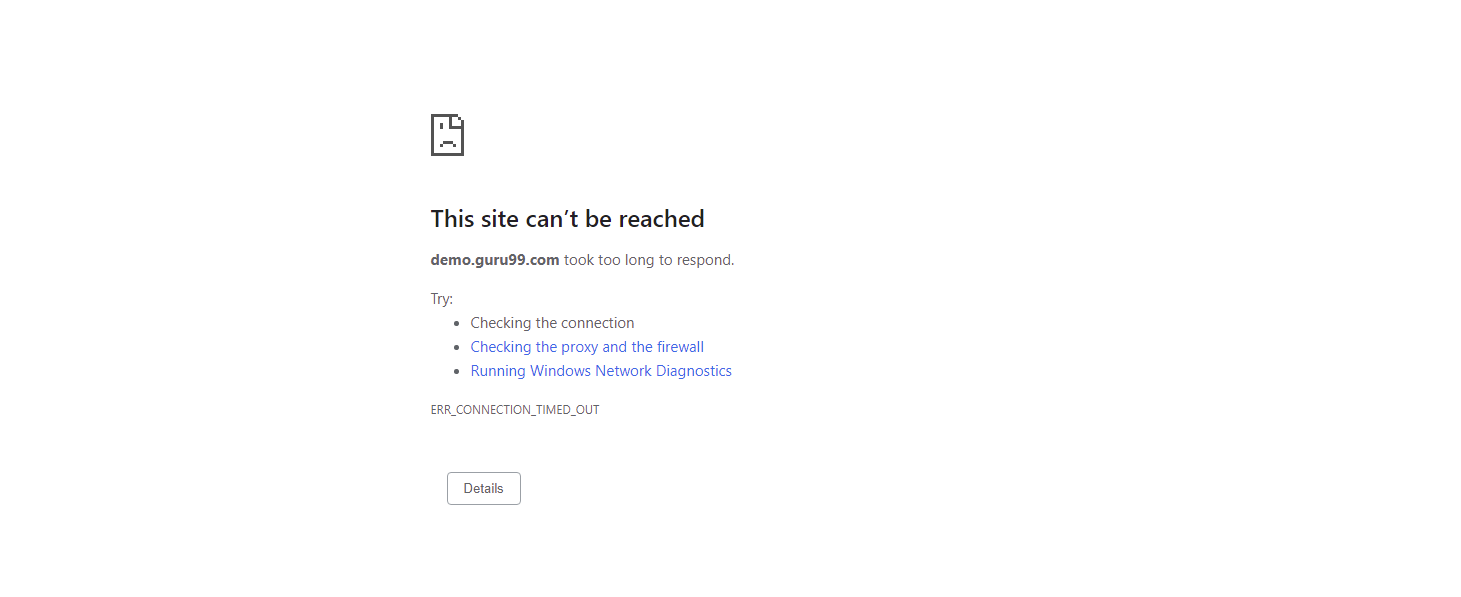 This site can’t be reached
demo.guru99.com took too long to respond.
Try:
Checking the connection
Checking the proxy and the firewall
Running Windows Network Diagnostics
ERR_CONNECTION_TIMED_OUT
Details